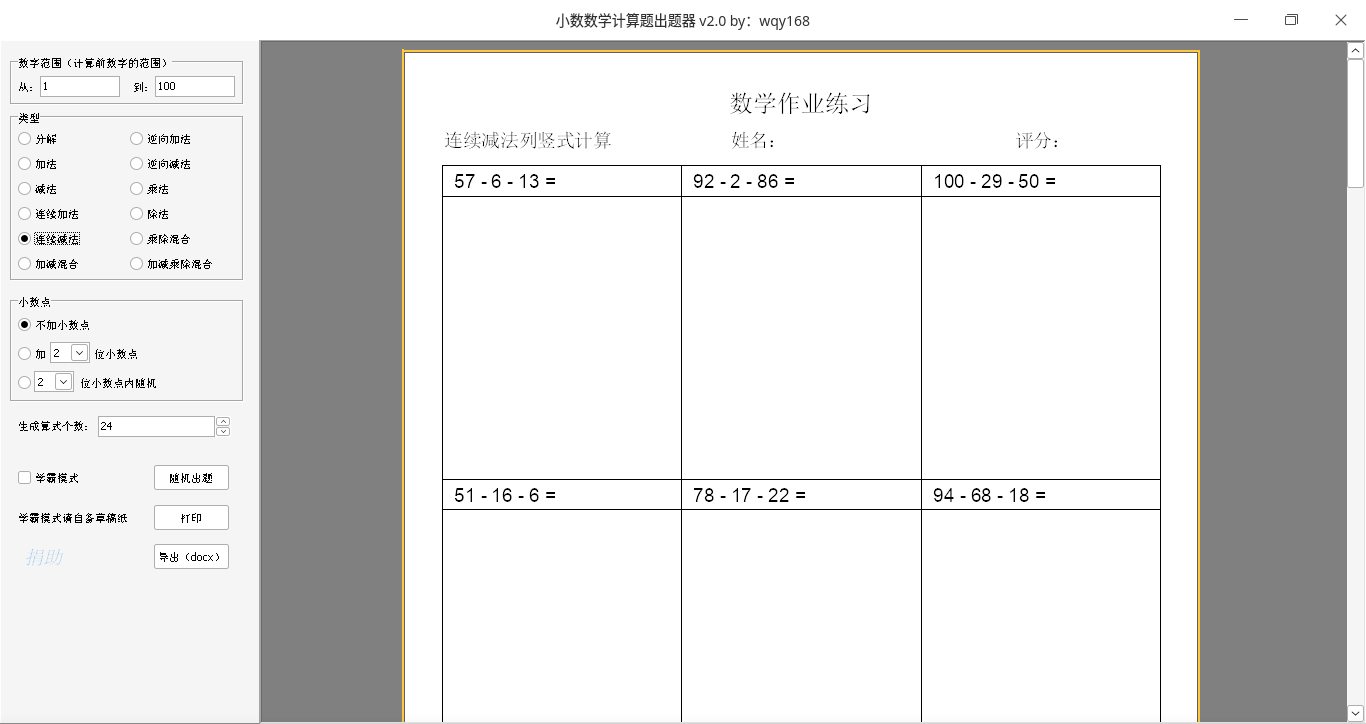 小数数学计算题出题器 v2.0 by：wqy168
数字范围（计算前数字的范围）
从： 1 到： 100
类型
分解 逆向加法
加法 逆向减法
减法 乘法
连续加法 除法
连续减法 乘除混合
加减混合 加减乘除混合
小数点
不加小数点
加 2 位小数点
2 位小数点内随机
生成算式个数： 24
学霸模式 随机出题
学霸模式请自备草稿纸 打印
捐助 导出（docx）
数学作业练习
连续减法列竖式计算 姓名： 评分：
57 - 6 - 13 = 92 - 2 - 86 = 100 - 29 - 50 =
51 - 16 - 6 = 78 - 17 - 22 = 94 - 68 - 18 =